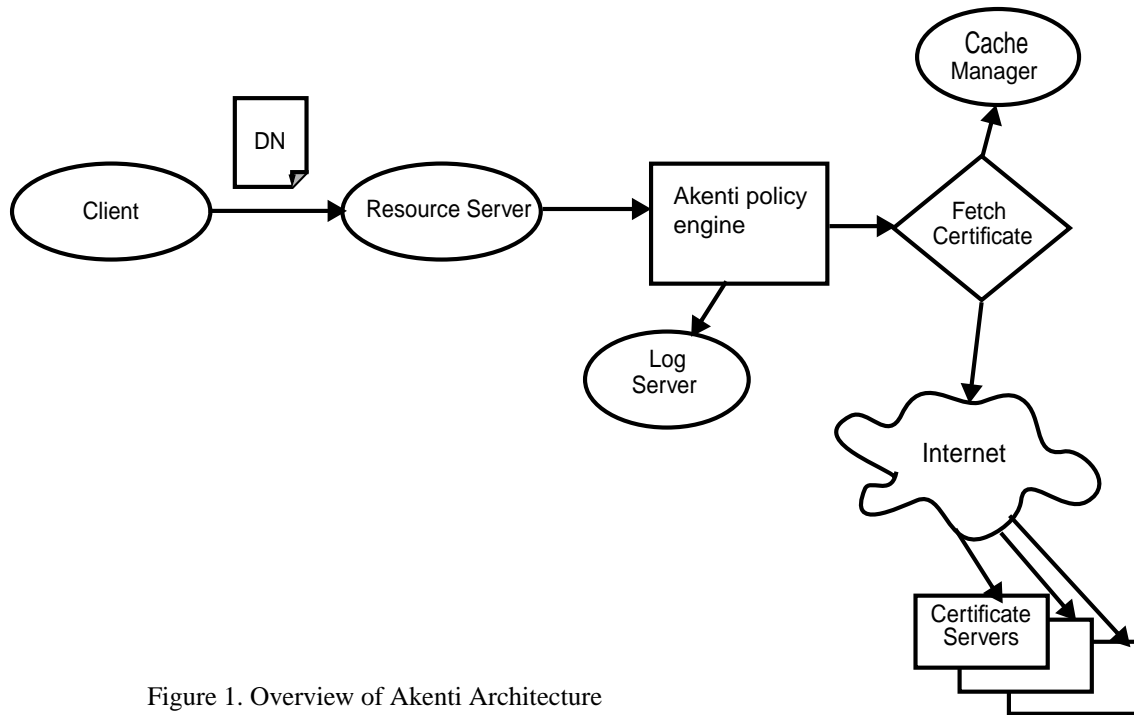 Cache
Manager
DN
Client
Resource Server
Akenti policy
engine
Fetch
Certificate
Log
Server
Internet
Certificate
Servers
Figure 1. Overview of Akenti Architecture